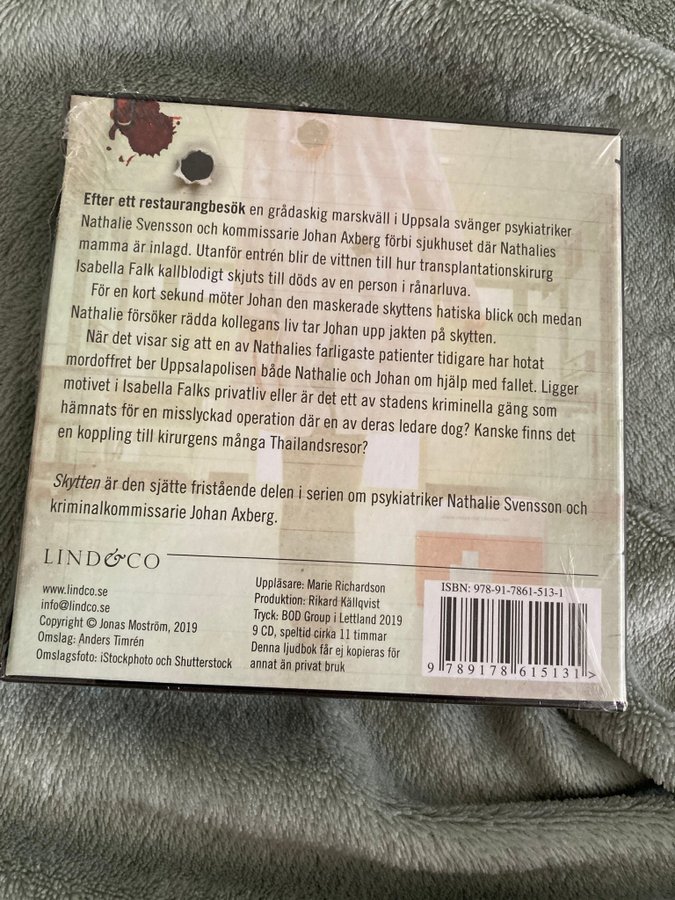 Efter ett restaurangbesök en grådaskig marskväll i Uppsala svänger psykiatriker
Nathalie Svensson och kommissarie Johan Axberg förbi sjukhuset där Nathalies
mamma är inlagd. Utanför entrén blir de vittnen till hur transplantationskirurg
Isabella Falk kallblodigt skjuts till döds av en person i rånarluva.
För en kort sekund möter Johan den maskerade skyttens hatiska blick och medan
Nathalie försöker rädda kollegans liv tar Johan upp jakten på skytten.
När det visar sig att en av Nathalies farligaste patienter tidigare har hotat
mordoffret ber Uppsalapolisen både Nathalie och Johan om hjälp med fallet. Ligger
motivet i Isabella Falks privatliv eller är det ett av stadens kriminella gäng som
hämnats för en misslyckad operation där en av deras ledare dog? Kanske finns det
en koppling till kirurgens många Thailandsresor?
Skytten är den sjätte fristående delen i serien om psykiatriker Nathalie Svensson och
kriminalkommissarie Johan Axberg.
LIND&CO
www.lindco.se
info@lindco.se
Copyright © Jonas Moström, 2019
Omslag: Anders Timrén
Omslagsfoto: iStockphoto och Shutterstock
Uppläsare: Marie Richardson
Produktion: Rikard Källqvist
Tryck: BOD Group i Lettland 2019
9 CD, speltid cirka 11 timmar
Denna ljudbok får ej kopieras för
annat än privat bruk
ISBN: 978-91-7861-513-1
9 789178 615131 >